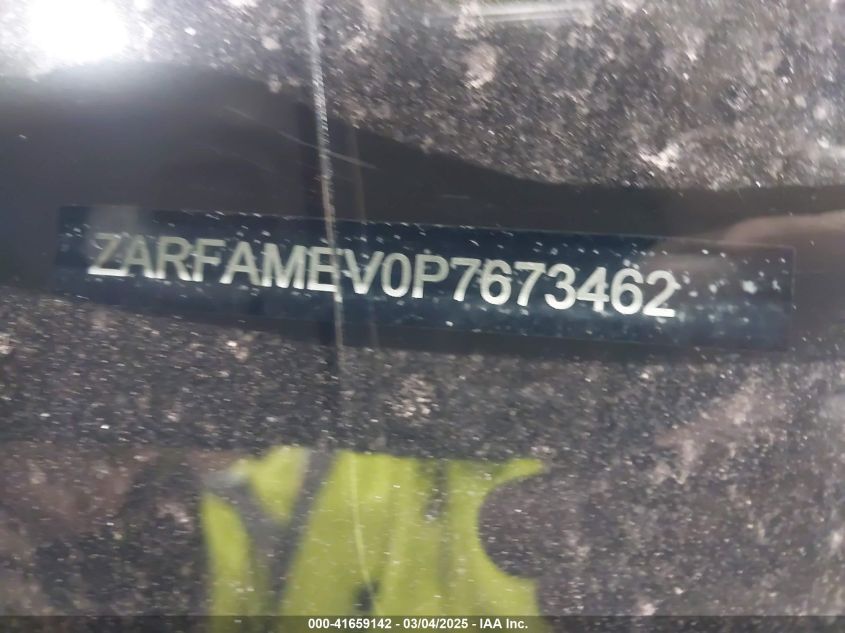 ZARFAMEV0P7673462
000-41659142 - 03/04/2025 - IAA Inc.